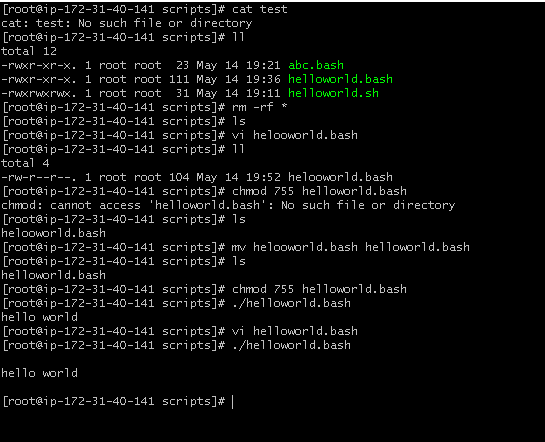 [root@ip-172-31-40-141 scripts]# cat test
cat: test: No such file or directory
[root@ip-172-31-40-141 scripts]# ll
total 12
-rwxr-xr-x. 1 root root  23 May 14 19:21 abc.bash
-rwxr-xr-x. 1 root root 111 May 14 19:36 helloworld.bash
-rwxrwxrwx. 1 root root  31 May 14 19:11 helloworld.sh
[root@ip-172-31-40-141 scripts]# rm -rf *
[root@ip-172-31-40-141 scripts]# ls
[root@ip-172-31-40-141 scripts]# vi helooworld.bash
[root@ip-172-31-40-141 scripts]# ll
total 4
-rw-r--r--. 1 root root 104 May 14 19:52 helooworld.bash
[root@ip-172-31-40-141 scripts]# chmod 755 helloworld.bash
chmod: cannot access 'helloworld.bash': No such file or directory
[root@ip-172-31-40-141 scripts]# ls
helooworld.bash
[root@ip-172-31-40-141 scripts]# mv helooworld.bash helloworld.bash
[root@ip-172-31-40-141 scripts]# ls
helloworld.bash
[root@ip-172-31-40-141 scripts]# chmod 755 helloworld.bash
[root@ip-172-31-40-141 scripts]# ./helloworld.bash
hello world
[root@ip-172-31-40-141 scripts]# vi helloworld.bash
[root@ip-172-31-40-141 scripts]# ./helloworld.bash
hello world
[root@ip-172-31-40-141 scripts]#